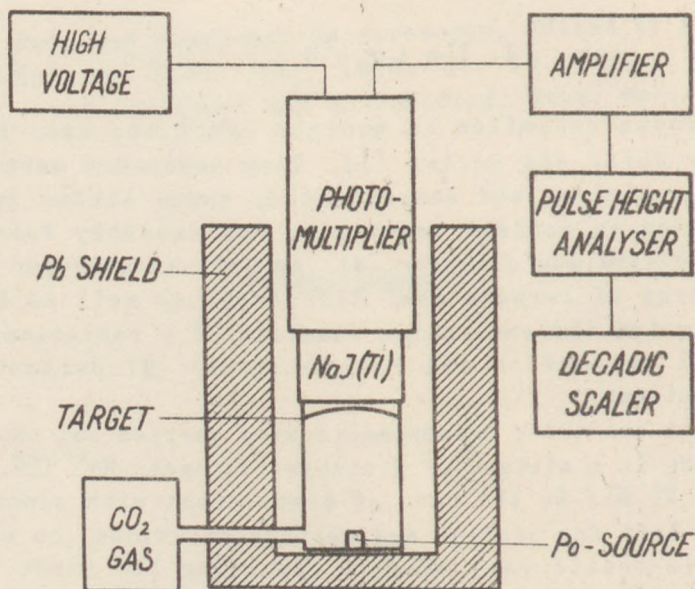 HIGH
VOLTAGE
AMPLIFIER
PHOTO-
MULTIPLIER
PULSE HEIGHT
ANALYSER
Pb SHIELD
NaJ(Tl)
DECADIC
SCALER
TARGET
CO₂
GAS
Po-SOURCE